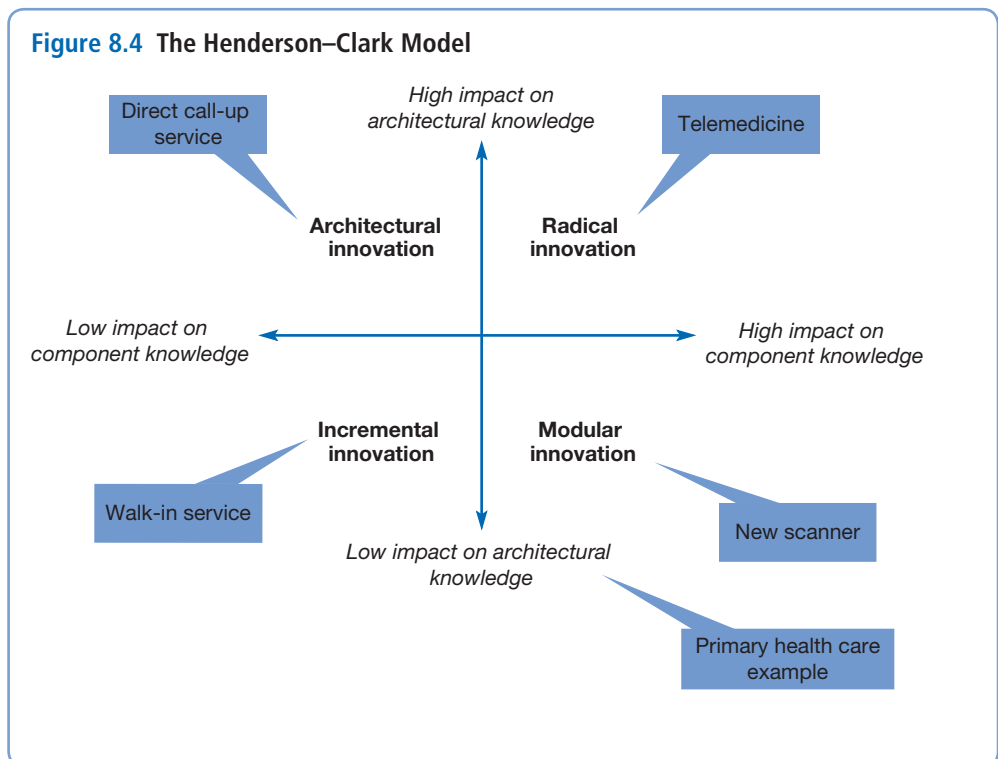 Figure 8.4 The Henderson–Clark Model
Direct call-up
service
High impact on
architectural knowledge
Telemedicine
Architectural
innovation
Radical
innovation
Low impact on
component knowledge
High impact on
component knowledge
Incremental
innovation
Modular
innovation
Walk-in service
New scanner
Low impact on architectural
knowledge
Primary health care
example